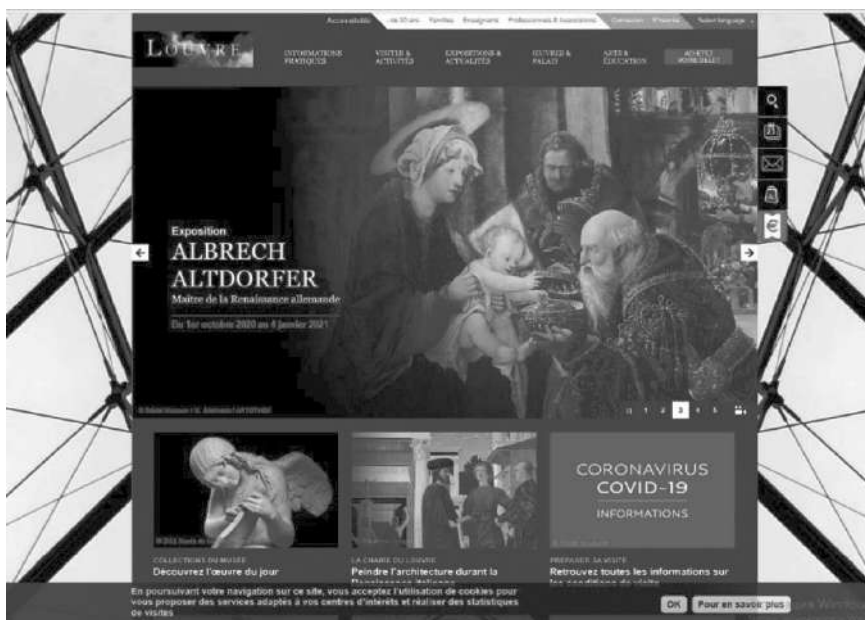 Accessibilité - de 30 ans Familles Enseignants Professionnels & Associations Connexion S'inscrire Select language
LOUVRE
INFORMATIONS
PRATIQUES
VISITES &
ACTIVITÉS
EXPOSITIONS &
ACTUALITÉS
ŒUVRES &
PALAIS
ARTS &
ÉDUCATION
ACHETEZ
VOTRE BILLET
Exposition
ALBRECH
ALTDORFER
Maître de la Renaissance allemande
Du 1er octobre 2020 au 4 janvier 2021
1 2 3 4 5
CORONAVIRUS
COVID-19
INFORMATIONS
COLLECTIONS DU MUSÉE
Découvrez l'œuvre du jour
LA CHAIRE DU LOUVRE
Peindre l'architecture durant la
Renaissance italienne
PRÉPARER SA VISITE
Retrouvez toutes les informations sur
les conditions de visite
En poursuivant votre navigation sur ce site, vous acceptez l'utilisation de cookies pour
vous proposer des services adaptés à vos centres d'intérêts et réaliser des statistiques
de visites
OK
Pour en savoir plus